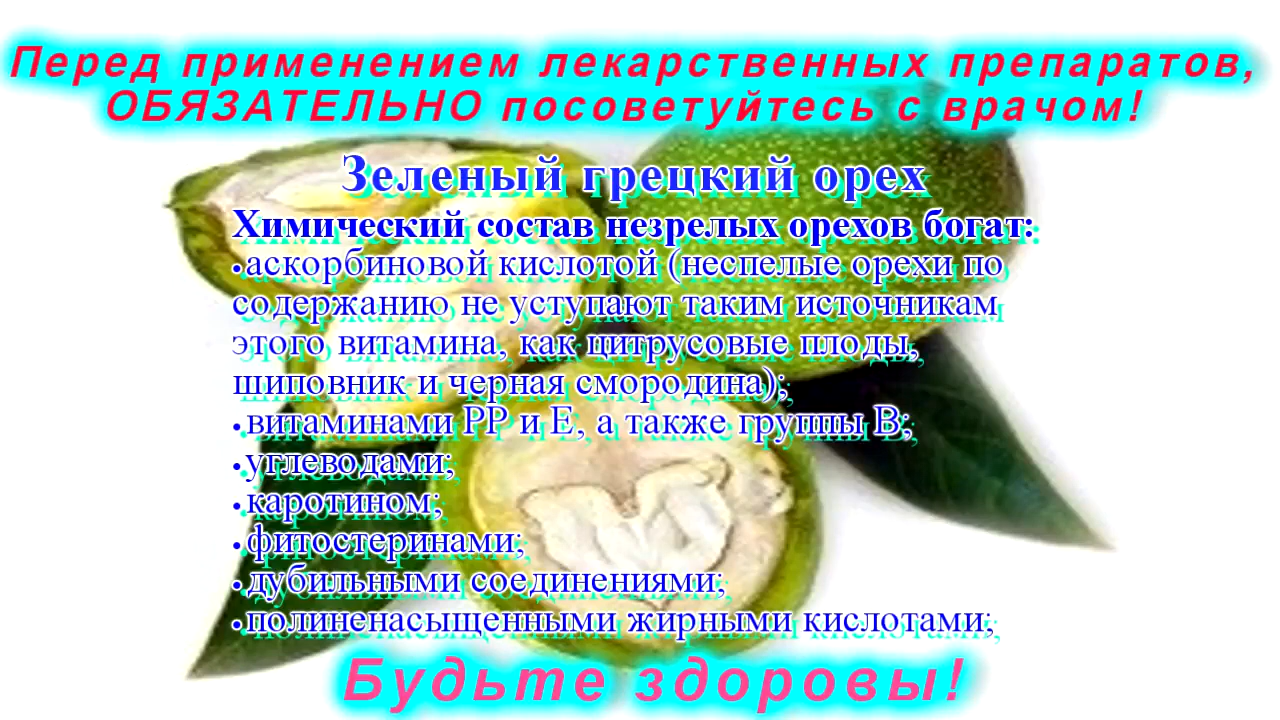 Перед применением лекарственных препаратов,
ОБЯЗАТЕЛЬНО посоветуйтесь с врачом!
Зеленый грецкий орех
Химический состав незрелых орехов богат:
•аскорбиновой кислотой (неспелые орехи по
содержанию не уступают таким источникам
этого витамина, как цитрусовые плоды,
шиповник и черная смородина);
•витаминами РР и Е, а также группы В;
•углеводами;
•каротином;
•фитостеринами;
•дубильными соединениями;
•полиненасыщенными жирными кислотами;
Будьте здоровы!